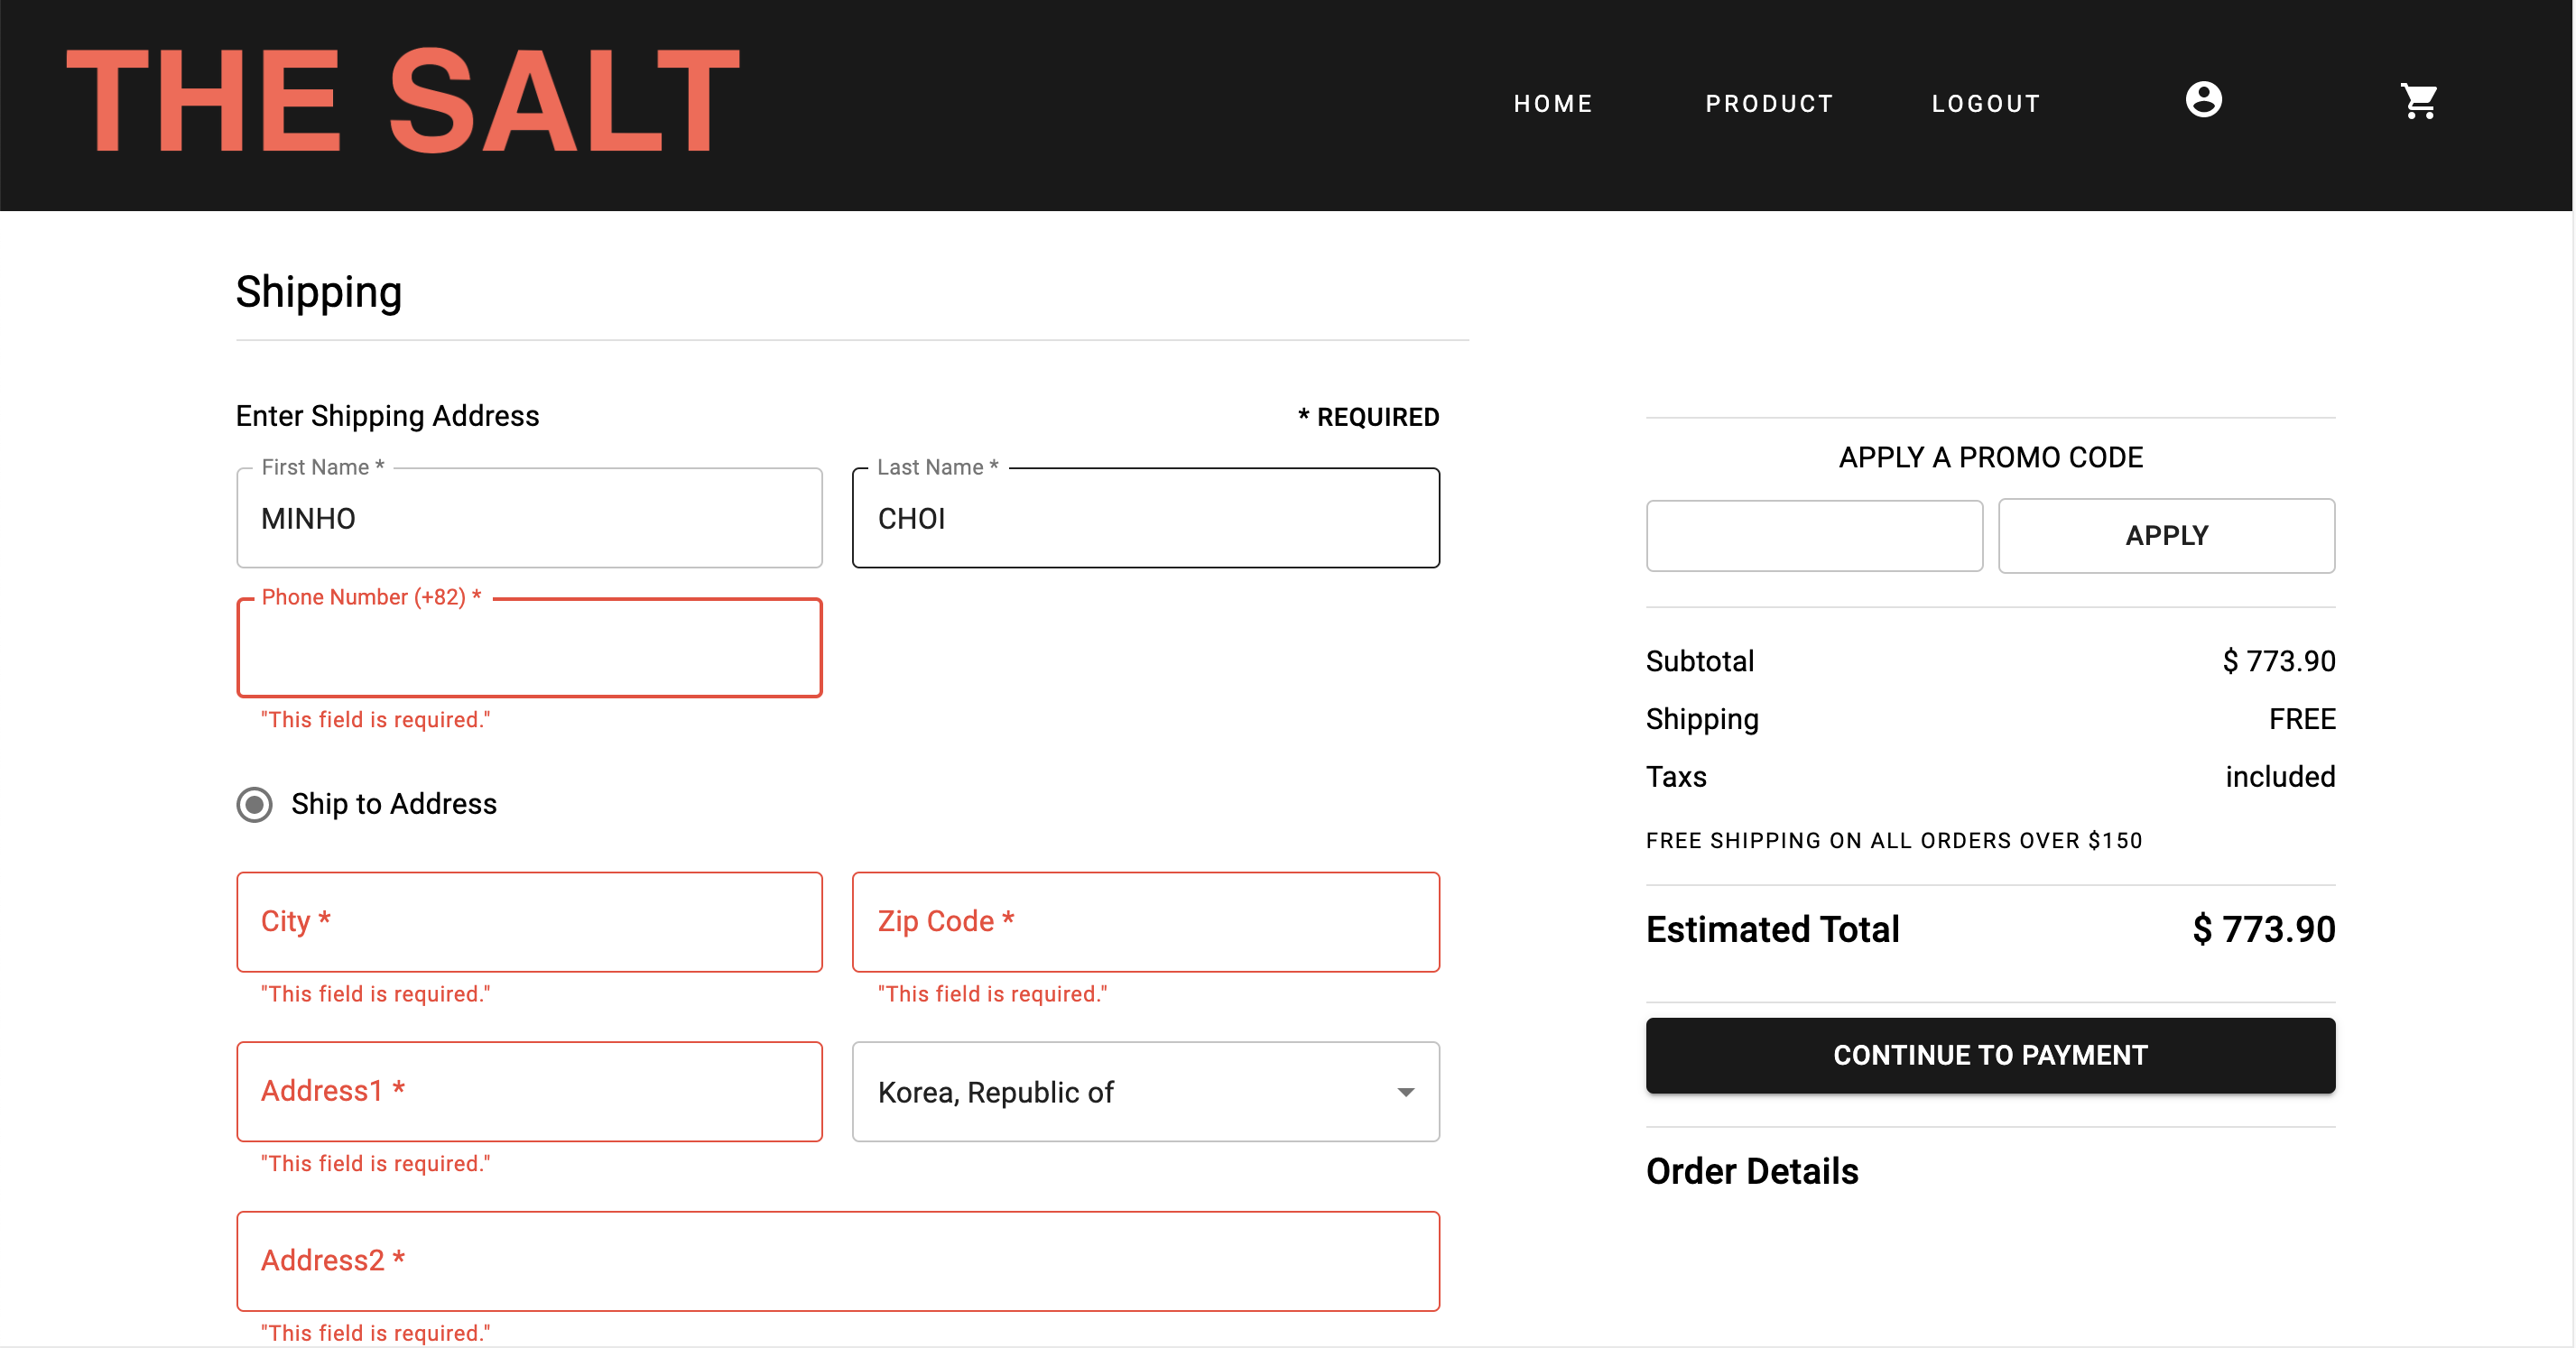 THE SALT
HOME
PRODUCT
LOGOUT
Shipping
Enter Shipping Address
* REQUIRED
First Name *
MINHO
Last Name *
CHOI
Phone Number (+82) *
"This field is required."
Ship to Address
City *
"This field is required."
Zip Code *
"This field is required."
Address1 *
"This field is required."
Korea, Republic of
Address2 *
"This field is required."
APPLY A PROMO CODE
APPLY
Subtotal $ 773.90
Shipping FREE
Taxs included
FREE SHIPPING ON ALL ORDERS OVER $150
Estimated Total $ 773.90
CONTINUE TO PAYMENT
Order Details